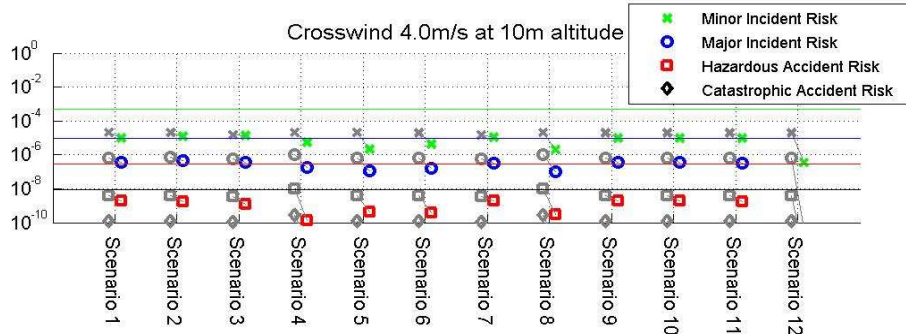 Crosswind 4.0m/s at 10m altitude
Minor Incident Risk
Major Incident Risk
Hazardous Accident Risk
Catastrophic Accident Risk
10^0
10^-2
10^-4
10^-6
10^-8
10^-10
Scenario 1
Scenario 2
Scenario 3
Scenario 4
Scenario 5
Scenario 6
Scenario 7
Scenario 8
Scenario 9
Scenario 10
Scenario 11
Scenario 12